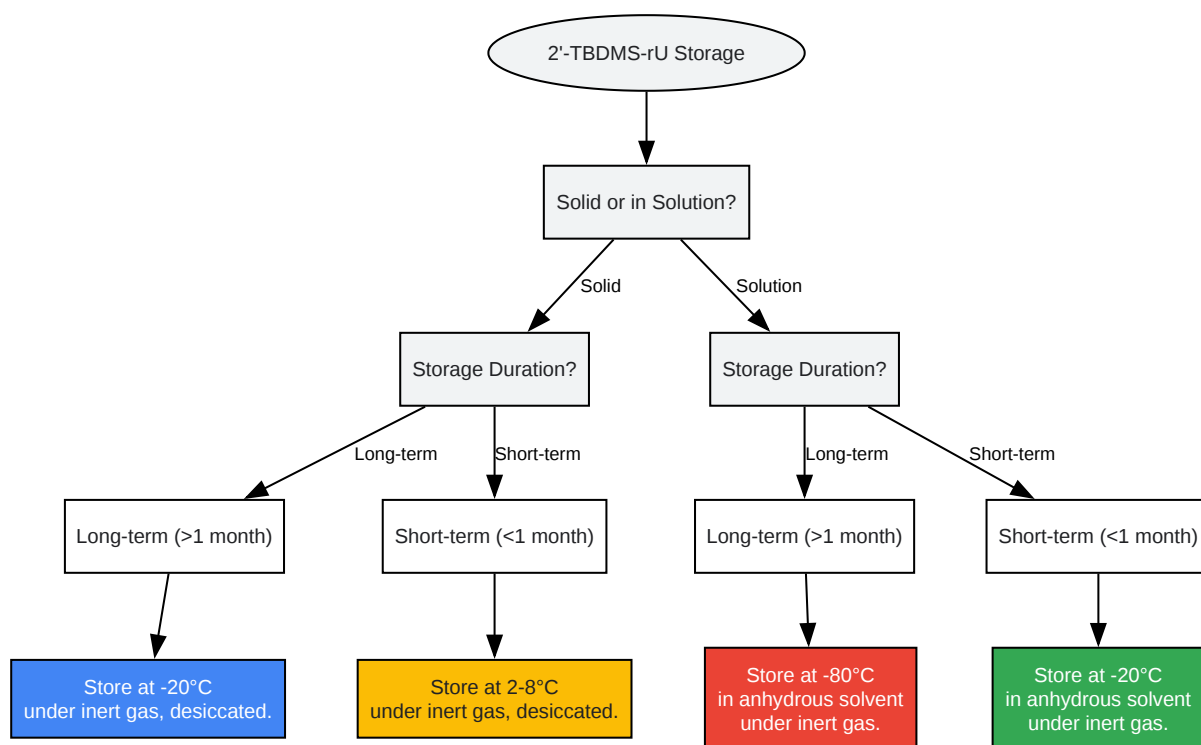 2'-TBDMS-rU Storage
Solid or in Solution?
Solid
Solution
Storage Duration?
Storage Duration?
Long-term
Short-term
Long-term
Short-term
Long-term (>1 month)
Short-term (<1 month)
Long-term (>1 month)
Short-term (<1 month)
Store at -20°C
under inert gas, desiccated.
Store at 2-8°C
under inert gas, desiccated.
Store at -80°C
in anhydrous solvent
under inert gas.
Store at -20°C
in anhydrous solvent
under inert gas.